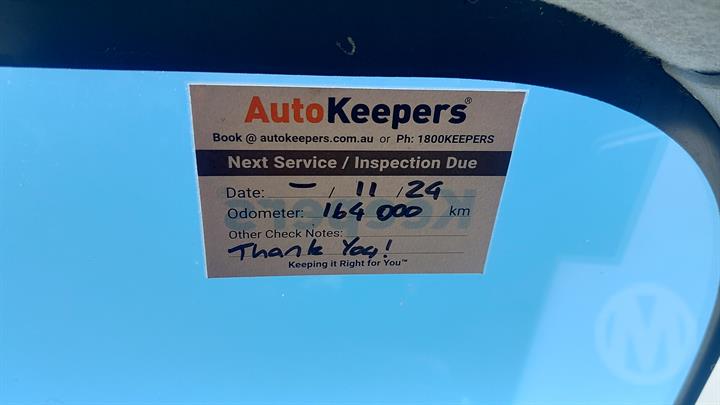 AutoKeepers®
Book @ autokeepers.com.au or Ph: 1800KEEPERS
Next Service / Inspection Due
Date: - / 11 / 24
Odometer: 164 000 km
Other Check Notes:
Thank You!
Keeping it Right for You™